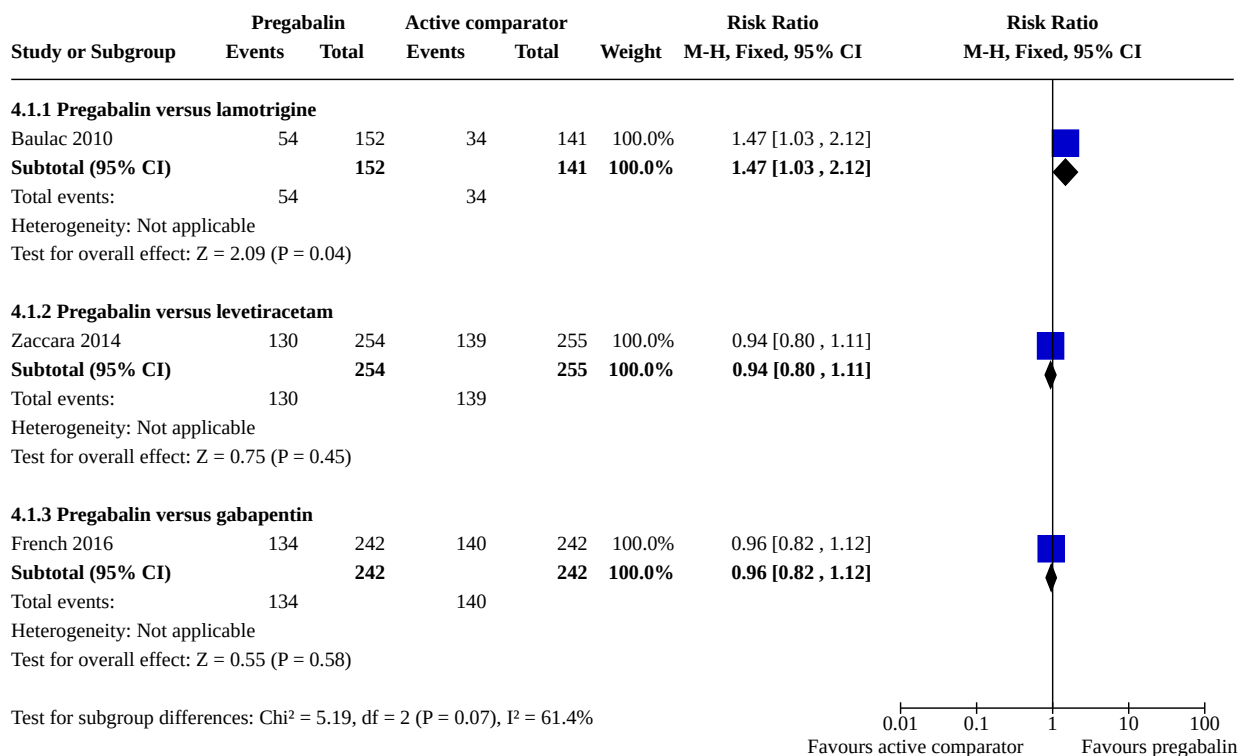 Pregabalin Active comparator Risk Ratio Risk Ratio
Study or Subgroup Events Total Events Total Weight M-H, Fixed, 95% CI M-H, Fixed, 95% CI
4.1.1 Pregabalin versus lamotrigine
Baulac 2010 54 152 34 141 100.0% 1.47 [1.03 , 2.12]
Subtotal (95% CI) 152 141 100.0% 1.47 [1.03 , 2.12]
Total events: 54 34
Heterogeneity: Not applicable
Test for overall effect: Z = 2.09 (P = 0.04)
4.1.2 Pregabalin versus levetiracetam
Zaccara 2014 130 254 139 255 100.0% 0.94 [0.80 , 1.11]
Subtotal (95% CI) 254 255 100.0% 0.94 [0.80 , 1.11]
Total events: 130 139
Heterogeneity: Not applicable
Test for overall effect: Z = 0.75 (P = 0.45)
4.1.3 Pregabalin versus gabapentin
French 2016 134 242 140 242 100.0% 0.96 [0.82 , 1.12]
Subtotal (95% CI) 242 242 100.0% 0.96 [0.82 , 1.12]
Total events: 134 140
Heterogeneity: Not applicable
Test for overall effect: Z = 0.55 (P = 0.58)
Test for subgroup differences: Chi² = 5.19, df = 2 (P = 0.07), I² = 61.4%
0.01 0.1 1 10 100
Favours active comparator Favours pregabalin